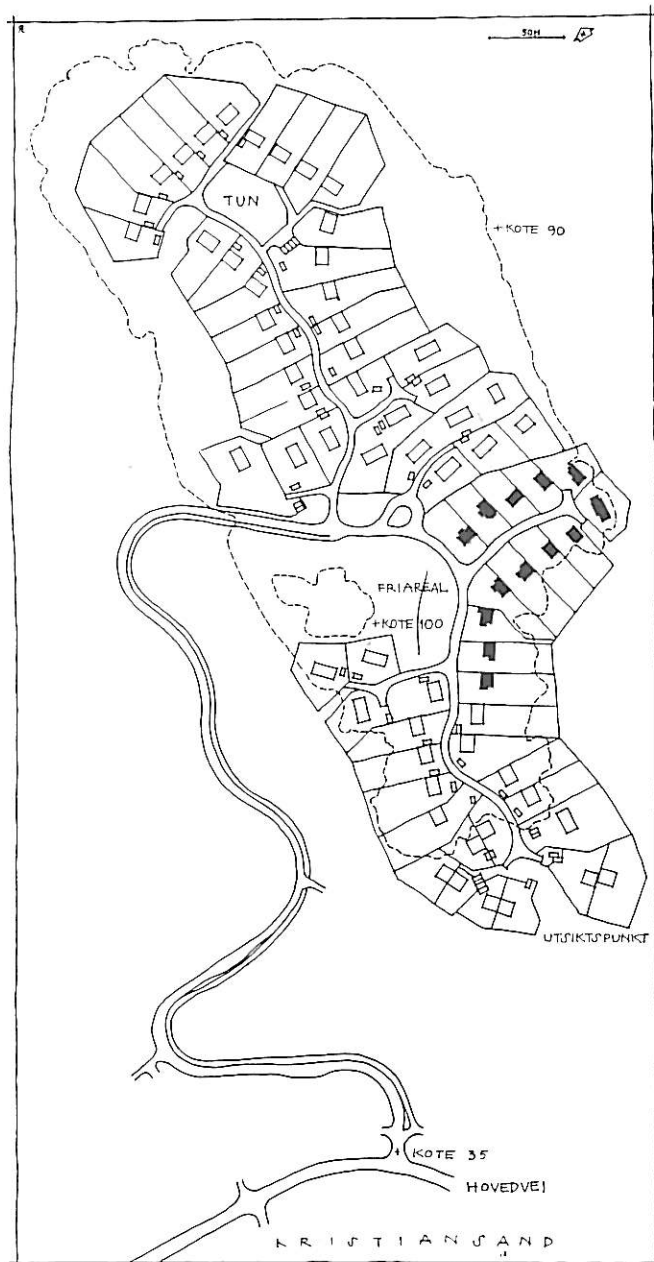 50M
TUN
+KOTE 90
FRIAREAL
+KOTE 100
UTSIKTSPUNKT
+KOTE 35
HOVEDVEI
KRISTIANSAND